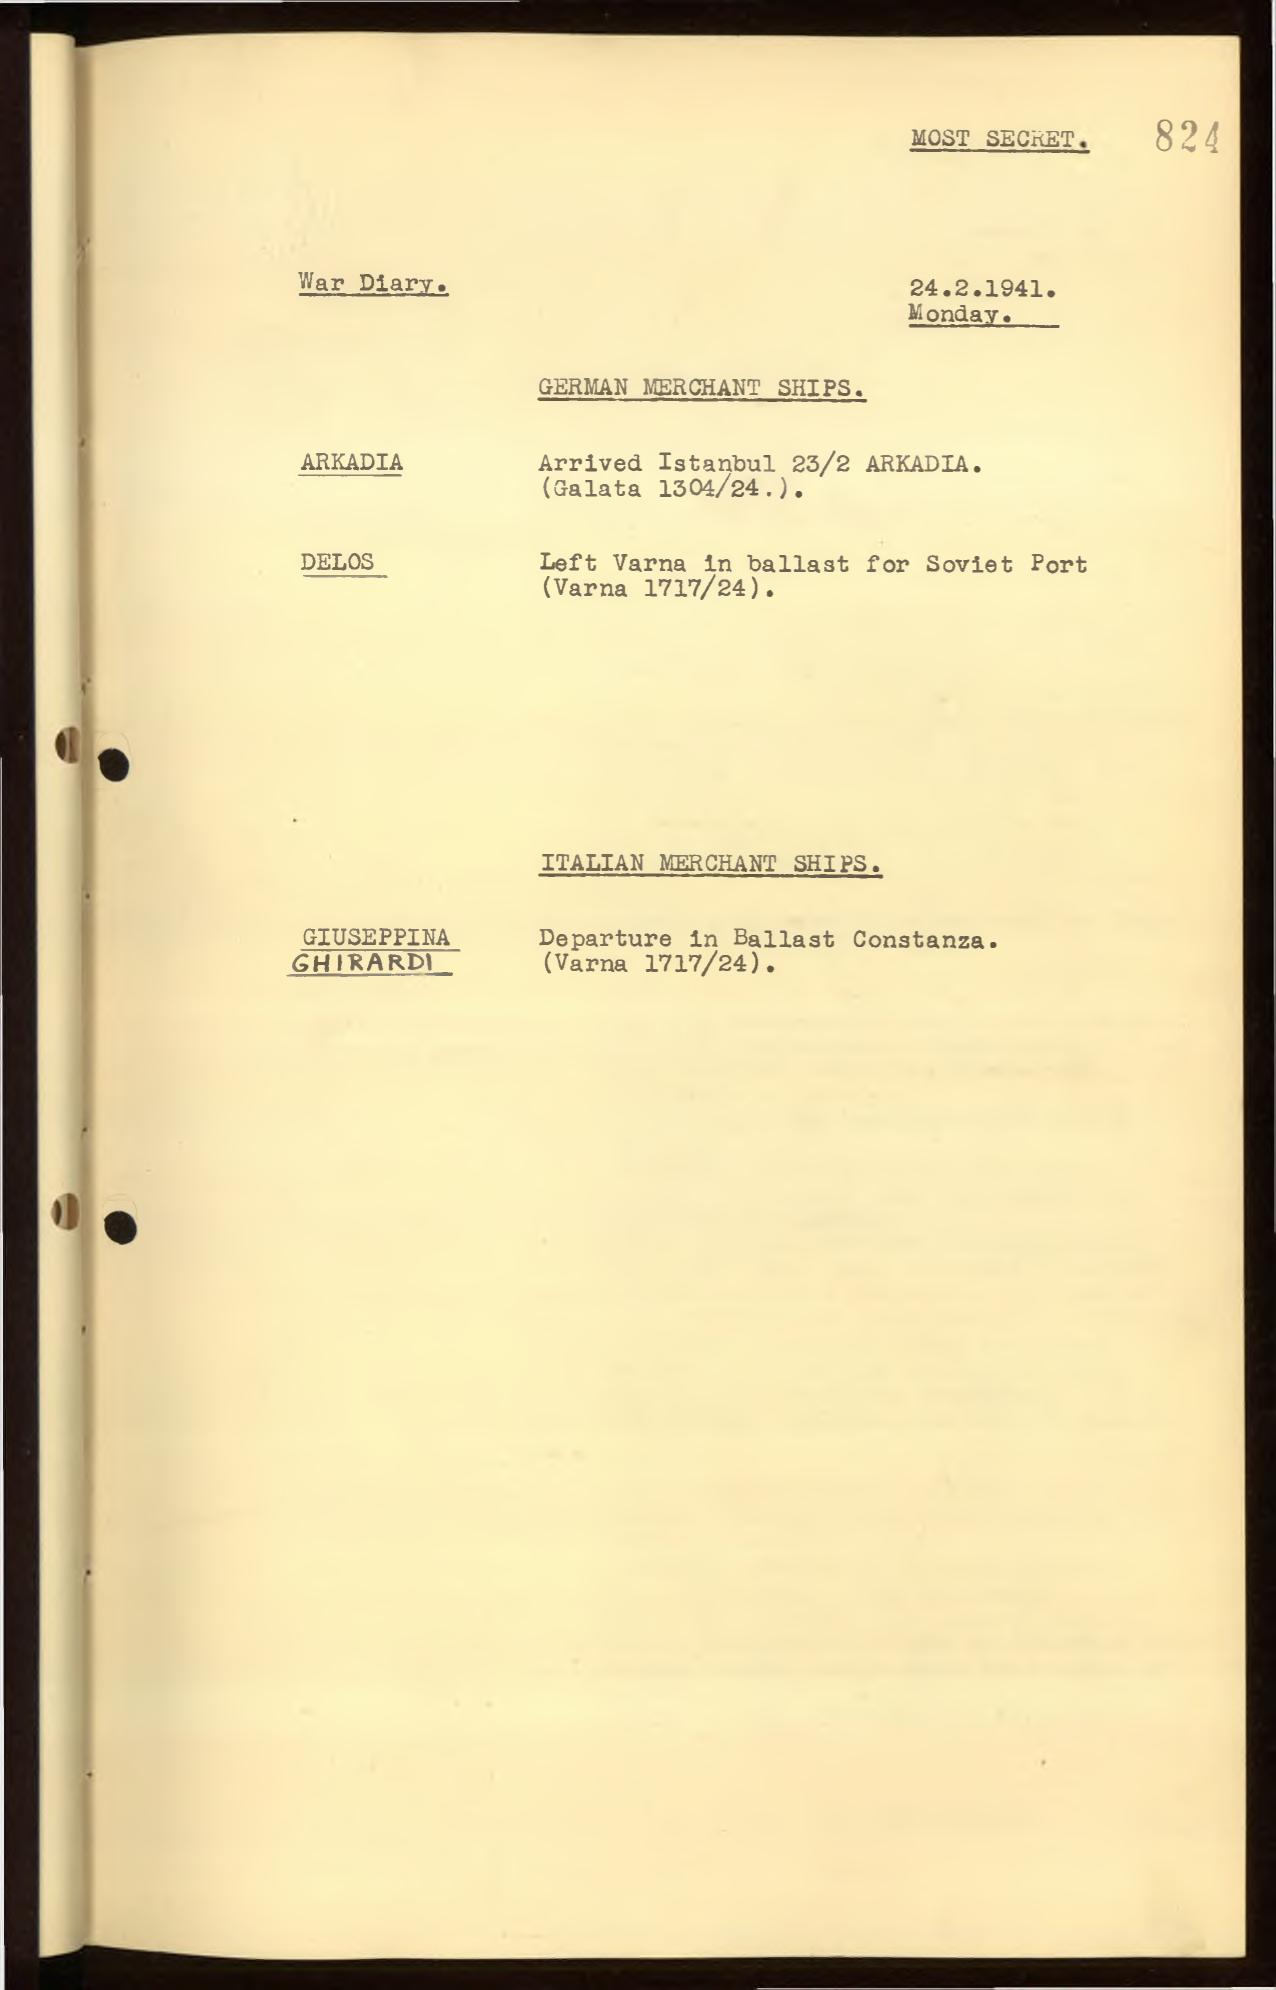 MOST SECRET. 824
War Diary. 24.2.1941.
Monday.
GERMAN MERCHANT SHIPS.
ARKADIA Arrived Istanbul 23/2 ARKADIA.
(Galata 1304/24.).
DELOS Left Varna in ballast for Soviet Port
(Varna 1717/24).
ITALIAN MERCHANT SHIPS.
GIUSEPPINA Departure in Ballast Constanza.
GHIRARDI (Varna 1717/24).